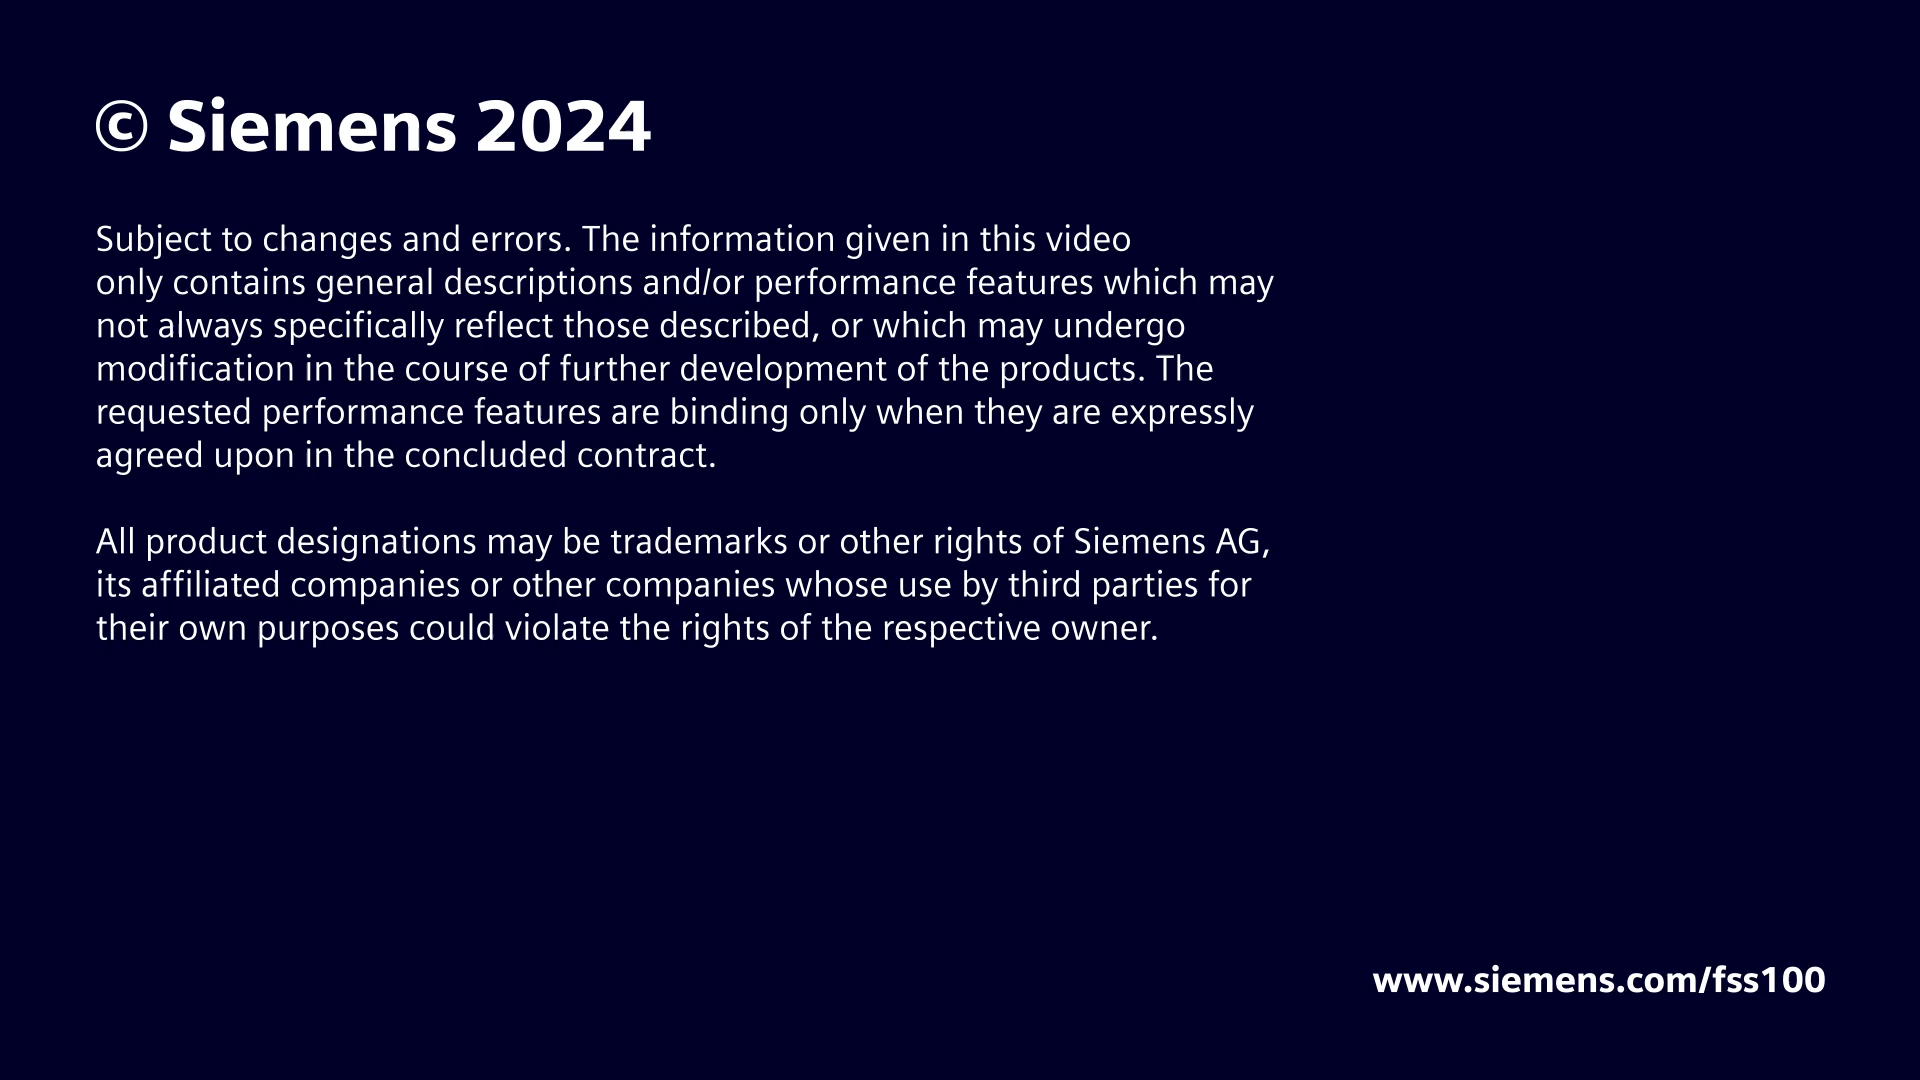 © Siemens 2024
Subject to changes and errors. The information given in this video
only contains general descriptions and/or performance features which may
not always specifically reflect those described, or which may undergo
modification in the course of further development of the products. The
requested performance features are binding only when they are expressly
agreed upon in the concluded contract.
All product designations may be trademarks or other rights of Siemens AG,
its affiliated companies or other companies whose use by third parties for
their own purposes could violate the rights of the respective owner.
www.siemens.com/fss100